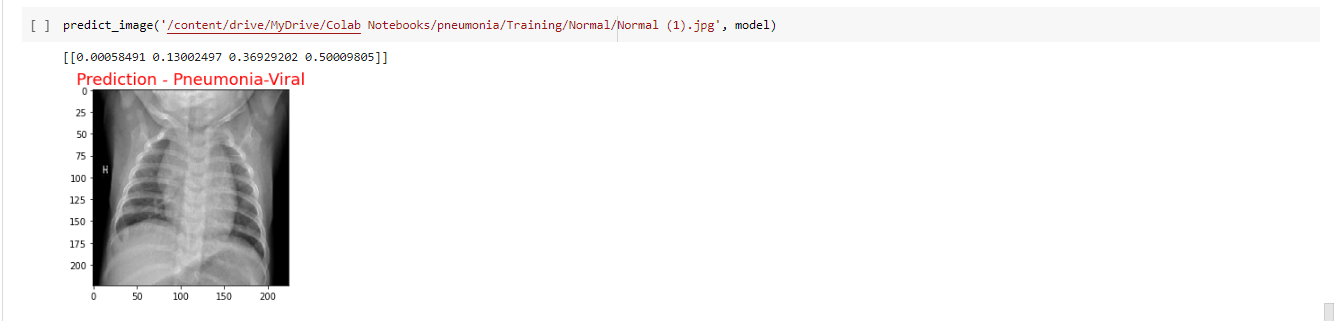 [ ] predict_image('/content/drive/MyDrive/Colab Notebooks/pneumonia/Training/Normal/Normal (1).jpg', model)
[[0.00058491 0.13002497 0.36929202 0.50009805]]
Prediction - Pneumonia-Viral
0
25
50
75
H
100
125
150
175
200
0 50 100 150 200